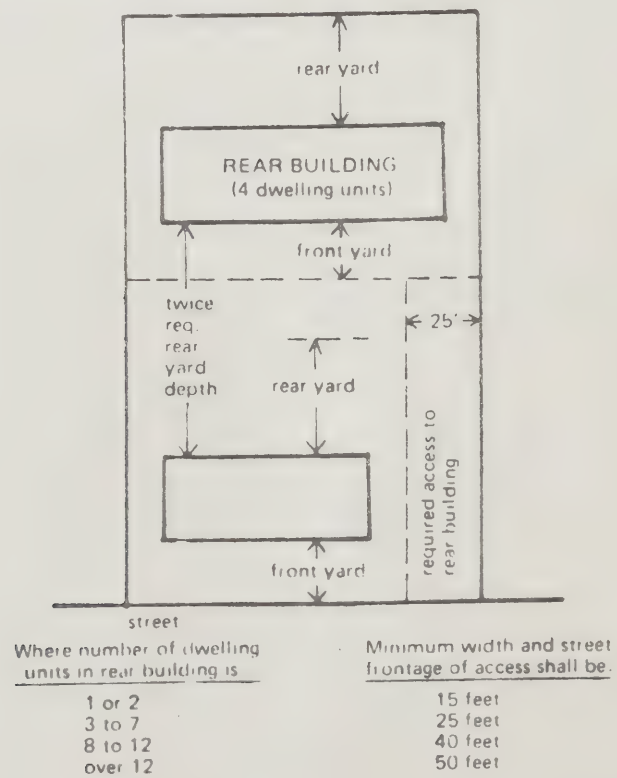 rear yard
REAR BUILDING
(4 dwelling units)
front yard
twice
req.
rear
yard
depth
25'
rear yard
required access to
rear building
front yard
street
Where number of dwelling
units in rear building is
Minimum width and street
frontage of access shall be.
1 or 2
15 feet
3 to 7
25 feet
8 to 12
40 feet
over 12
50 feet